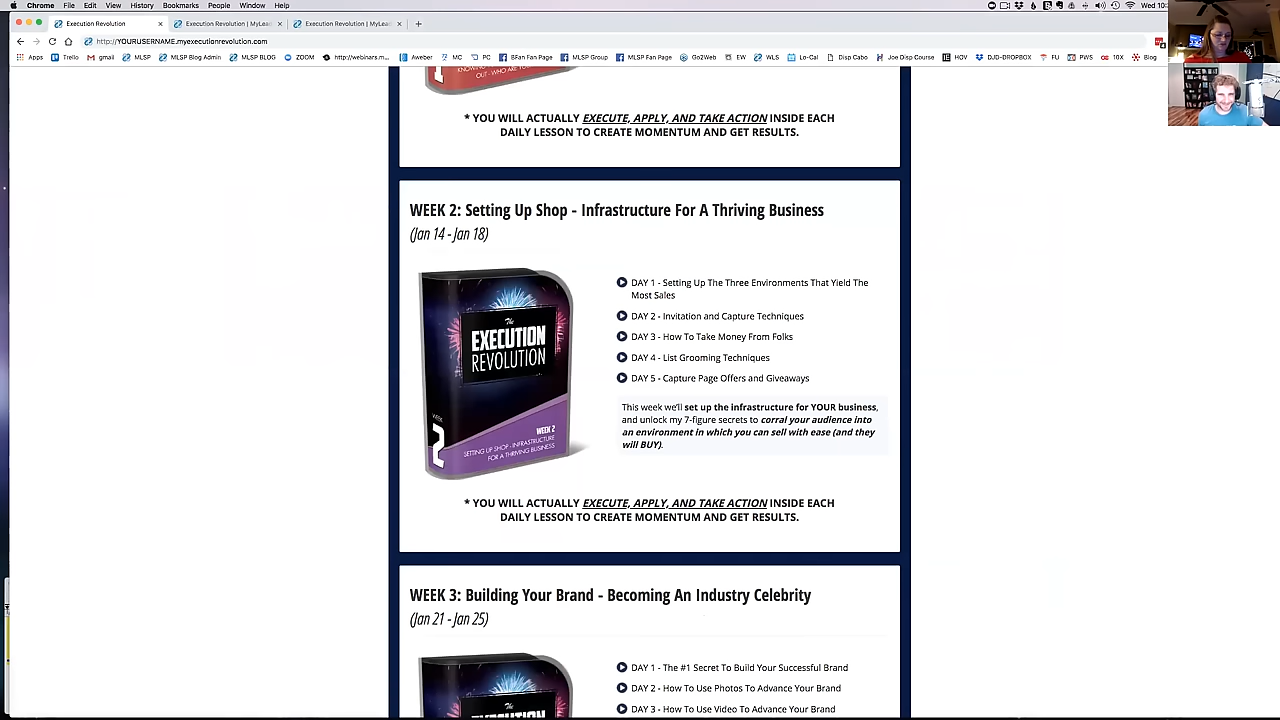 Chrome File Edit View History Bookmarks People Window Help
Execution Revolution
Execution Revolution | MyLead
Execution Revolution | MyLead
http://YOURUSERNAME.myexecutionrevolution.com
Apps Trello gmail MLSP MLSP Blog Admin MLSP BLOG ZOOM http://webinars.m... Aweber MC PC BFan Fan Page MLSP Group MLSP Fan Page Go2Web EV WLS Lo-Cal Disp Cabo Joe Disp Course HOV DJD-DROPBOX FU PWS 10X Blog
OUT - WHO ARE YOU
* YOU WILL ACTUALLY EXECUTE, APPLY, AND TAKE ACTION INSIDE EACH
DAILY LESSON TO CREATE MOMENTUM AND GET RESULTS.
WEEK 2: Setting Up Shop - Infrastructure For A Thriving Business
(Jan 14 - Jan 18)
The
EXECUTION
REVOLUTION
WEEK
2
WEEK 2
SETTING UP SHOP - INFRASTRUCTURE
FOR A THRIVING BUSINESS
DAY 1 - Setting Up The Three Environments That Yield The
Most Sales
DAY 2 - Invitation and Capture Techniques
DAY 3 - How To Take Money From Folks
DAY 4 - List Grooming Techniques
DAY 5 - Capture Page Offers and Giveaways
This week we'll set up the infrastructure for YOUR business,
and unlock my 7-figure secrets to corral your audience into
an environment in which you can sell with ease (and they
will BUY).
* YOU WILL ACTUALLY EXECUTE, APPLY, AND TAKE ACTION INSIDE EACH
DAILY LESSON TO CREATE MOMENTUM AND GET RESULTS.
WEEK 3: Building Your Brand - Becoming An Industry Celebrity
(Jan 21 - Jan 25)
The
EXECUTION
DAY 1 - The #1 Secret To Build Your Successful Brand
DAY 2 - How To Use Photos To Advance Your Brand
DAY 3 - How To Use Video To Advance Your Brand